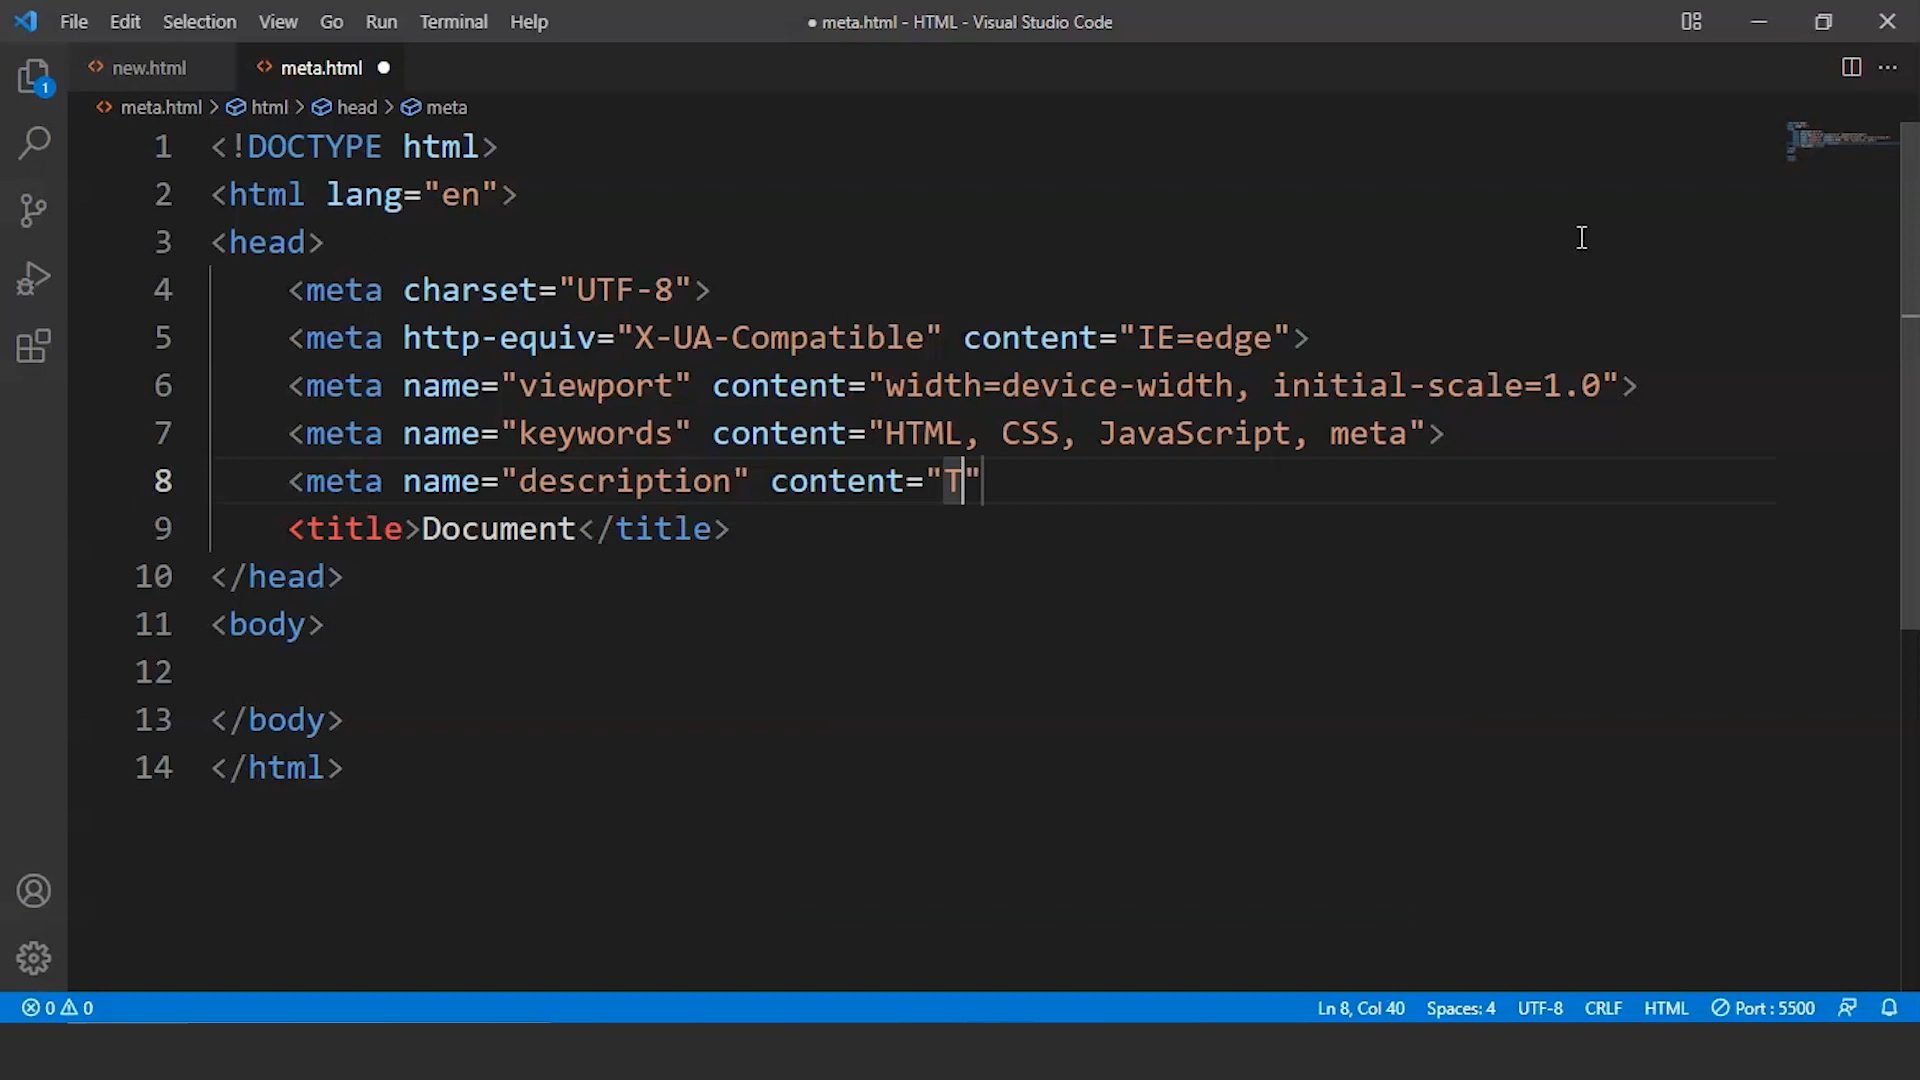 File Edit Selection View Go Run Terminal Help ● meta.html - HTML - Visual Studio Code
new.html meta.html ●
1
meta.html > html > head > meta
1 <!DOCTYPE html>
2 <html lang="en">
3 <head>
4 <meta charset="UTF-8">
5 <meta http-equiv="X-UA-Compatible" content="IE=edge">
6 <meta name="viewport" content="width=device-width, initial-scale=1.0">
7 <meta name="keywords" content="HTML, CSS, JavaScript, meta">
8 <meta name="description" content="T"
9 <title>Document</title>
10 </head>
11 <body>
12
13 </body>
14 </html>
0 0 Ln 8, Col 40 Spaces: 4 UTF-8 CRLF HTML Port : 5500